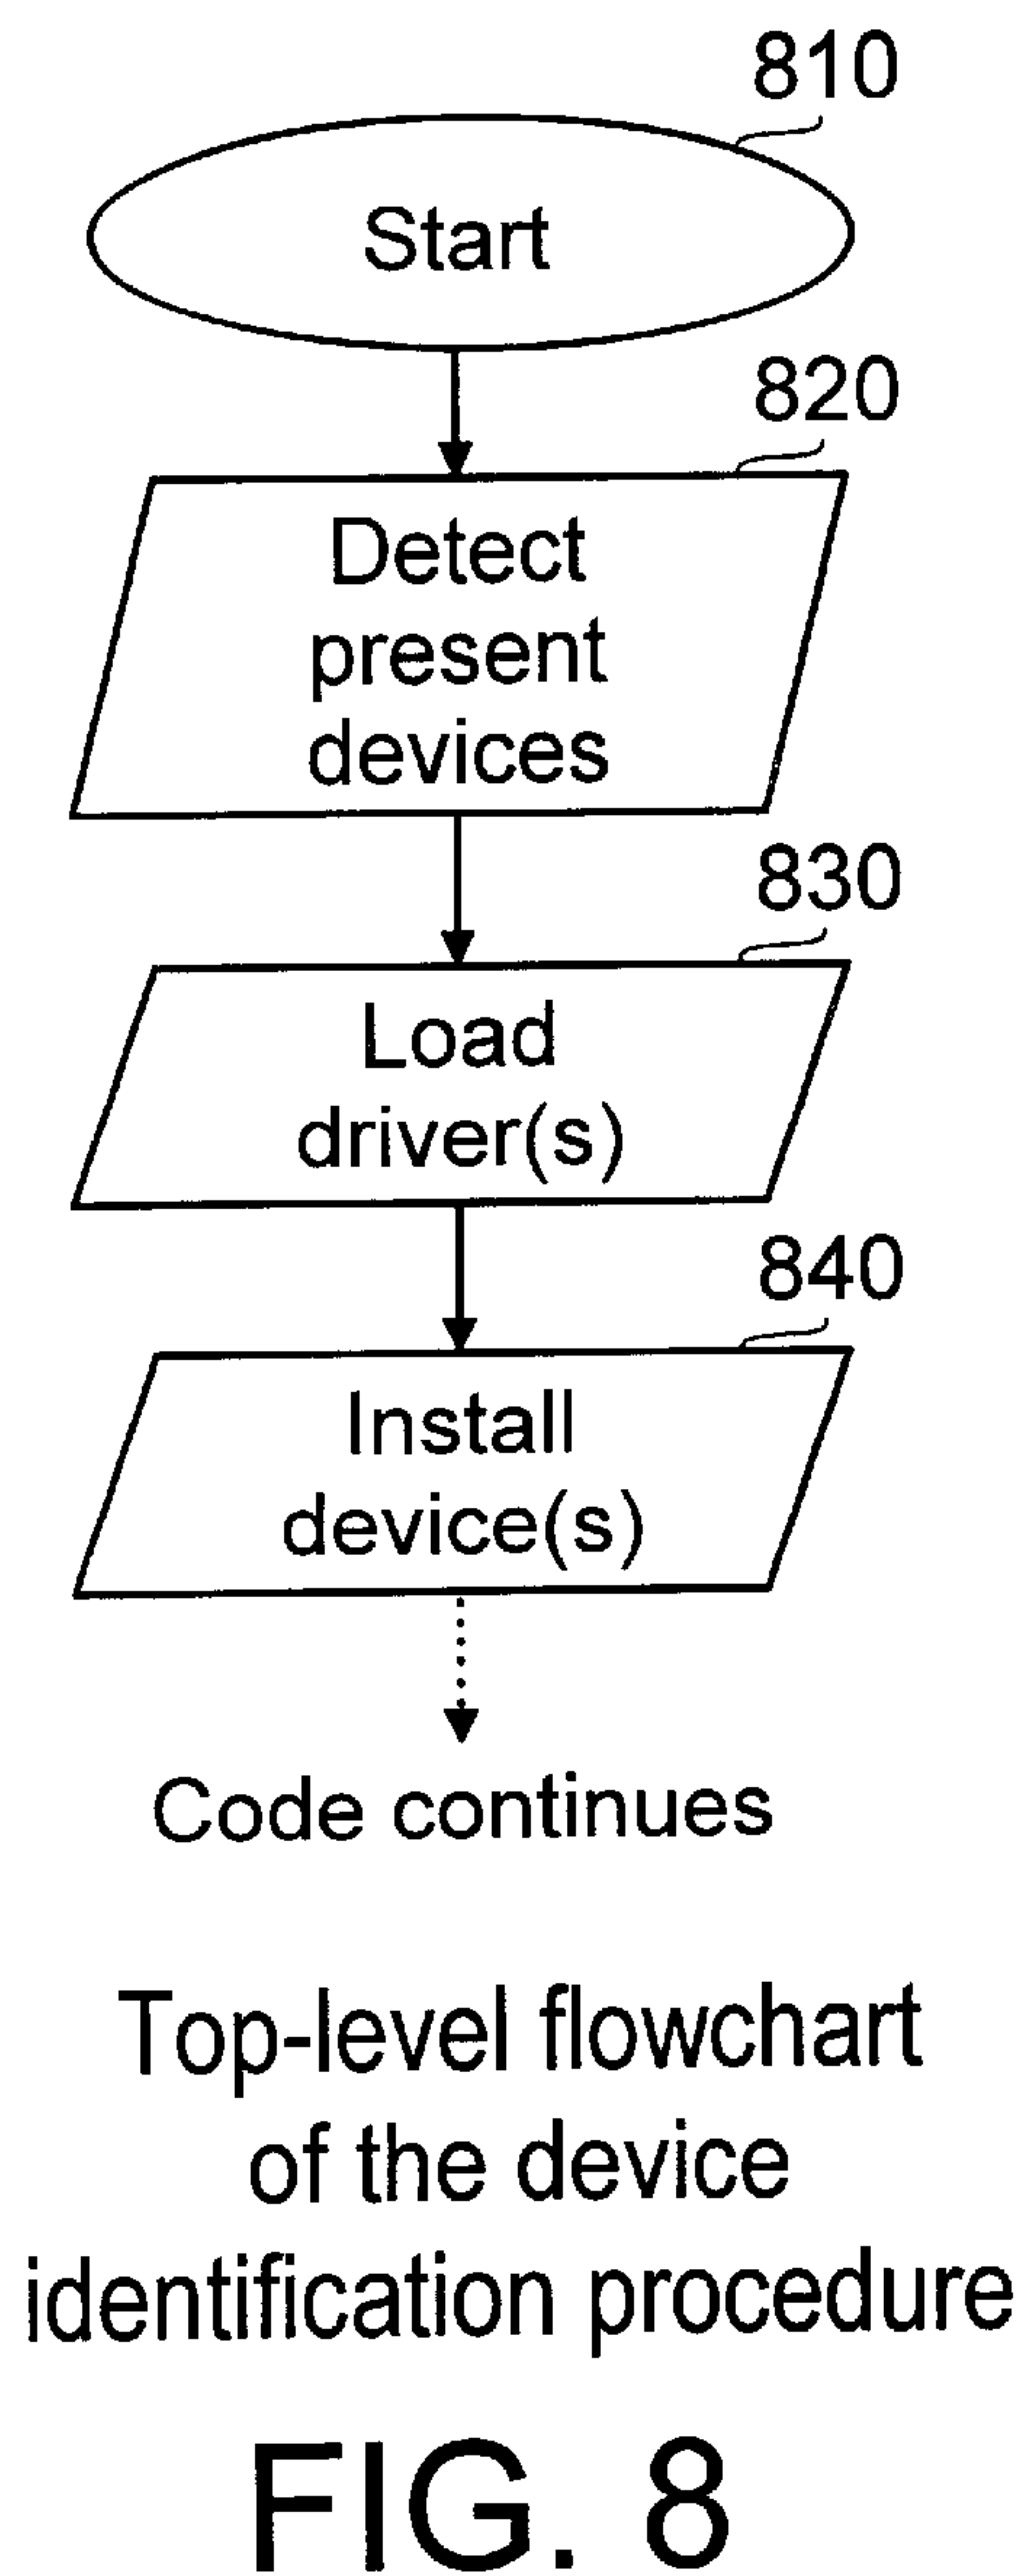 810
Start
820
Detect
present
devices
830
Load
driver(s)
840
Install
device(s)
Code continues
Top-level flowchart
of the device
identification procedure
FIG. 8